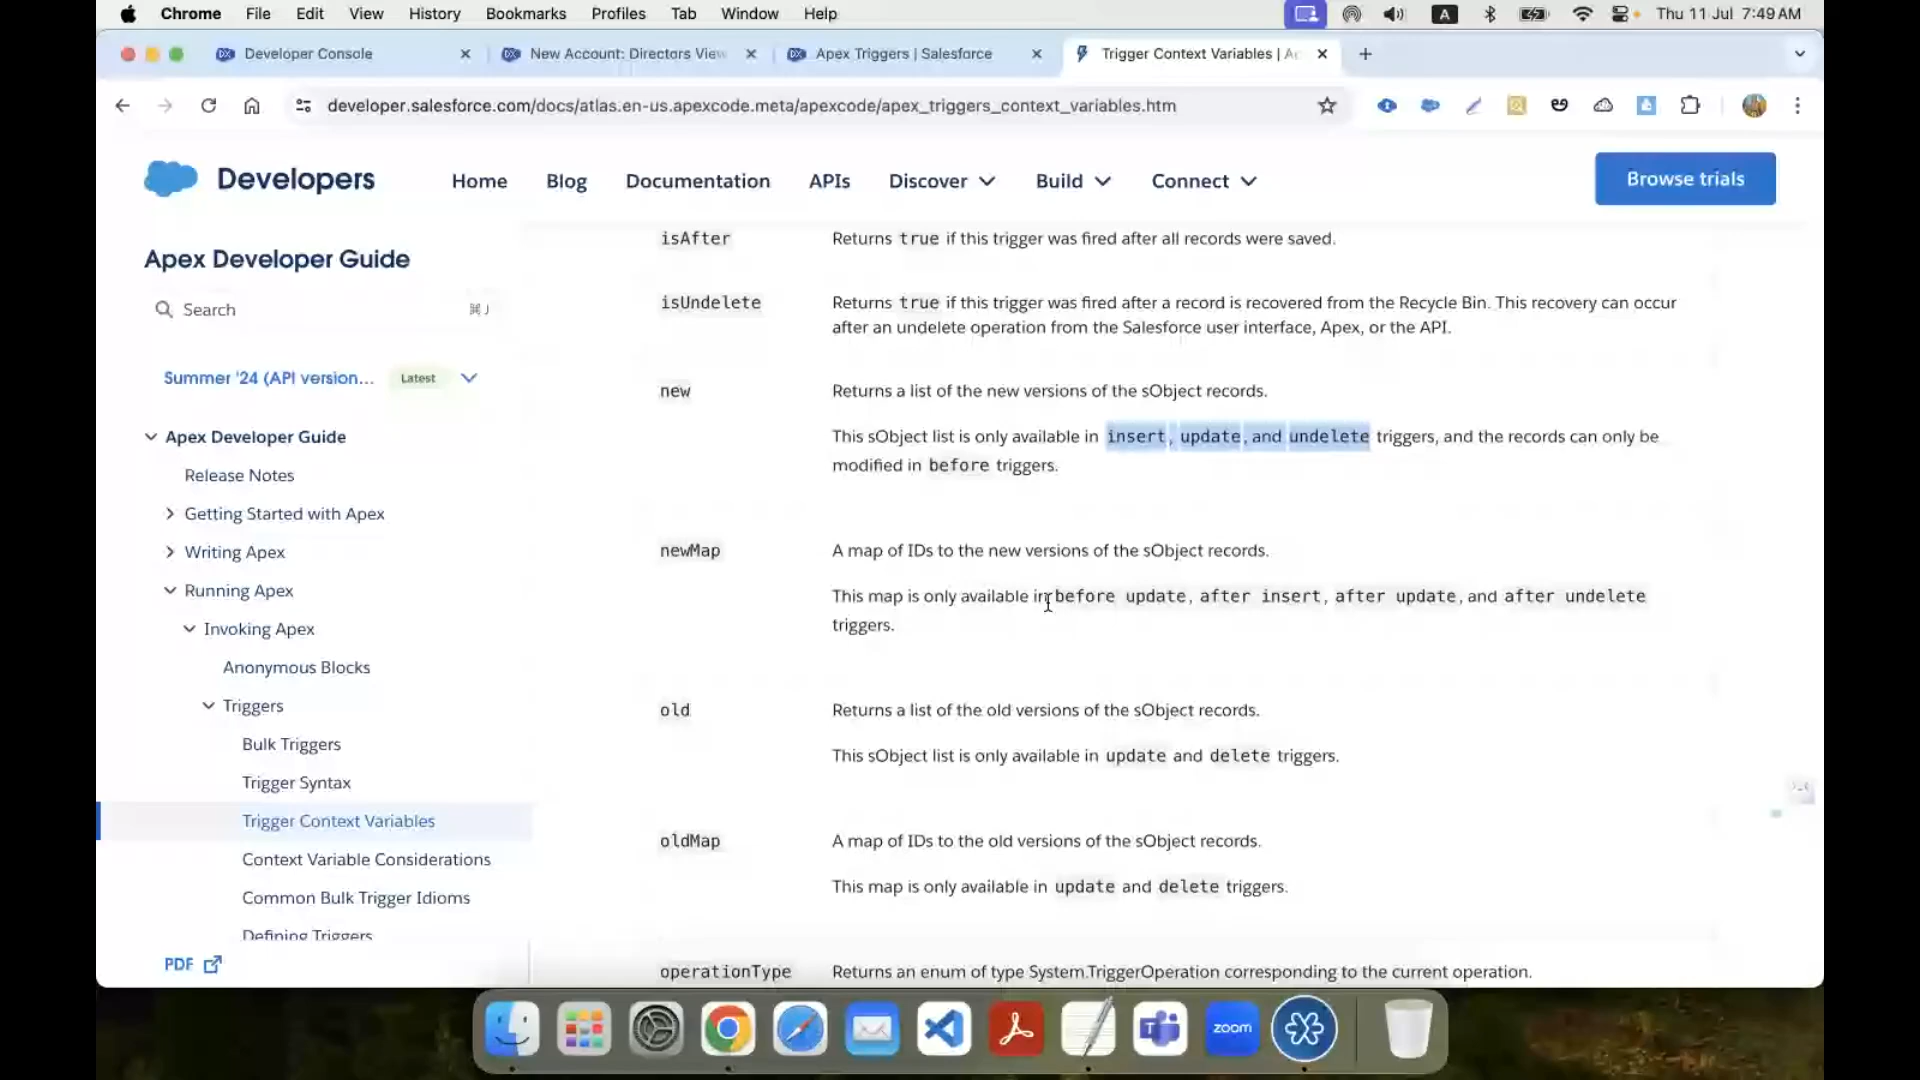 Chrome File Edit View History Bookmarks Profiles Tab Window Help A Thu 11 Jul 7:49 AM
Developer Console New Account: Directors View Apex Triggers | Salesforce Trigger Context Variables | A
developer.salesforce.com/docs/atlas.en-us.apexcode.meta/apexcode/apex_triggers_context_variables.htm
Developers Home Blog Documentation APIs Discover Build Connect Browse trials
Apex Developer Guide
Search ⌘ J
Summer '24 (API version... Latest
Apex Developer Guide
Release Notes
Getting Started with Apex
Writing Apex
Running Apex
Invoking Apex
Anonymous Blocks
Triggers
Bulk Triggers
Trigger Syntax
Trigger Context Variables
Context Variable Considerations
Common Bulk Trigger Idioms
Defining Triggers
PDF
isAfter Returns true if this trigger was fired after all records were saved.
isUndelete Returns true if this trigger was fired after a record is recovered from the Recycle Bin. This recovery can occur
after an undelete operation from the Salesforce user interface, Apex, or the API.
new Returns a list of the new versions of the sObject records.
This sObject list is only available in insert, update, and undelete triggers, and the records can only be
modified in before triggers.
newMap A map of IDs to the new versions of the sObject records.
This map is only available in before update, after insert, after update, and after undelete
triggers.
old Returns a list of the old versions of the sObject records.
This sObject list is only available in update and delete triggers.
oldMap A map of IDs to the old versions of the sObject records.
This map is only available in update and delete triggers.
operationType Returns an enum of type System.TriggerOperation corresponding to the current operation.
zoom